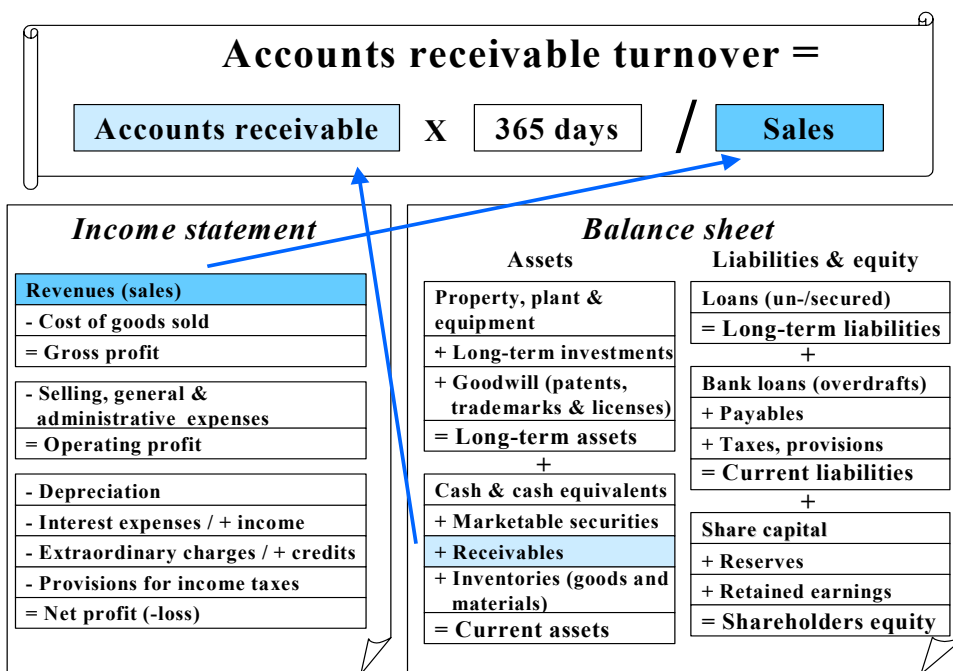 Accounts receivable turnover =
Accounts receivable x 365 days / Sales
Income statement
Revenues (sales)
- Cost of goods sold
= Gross profit
- Selling, general &
administrative expenses
= Operating profit
- Depreciation
- Interest expenses / + income
- Extraordinary charges / + credits
- Provisions for income taxes
= Net profit (-loss)
Balance sheet
Assets
Property, plant &
equipment
+ Long-term investments
+ Goodwill (patents,
trademarks & licenses)
= Long-term assets
+
Cash & cash equivalents
+ Marketable securities
+ Receivables
+ Inventories (goods and
materials)
= Current assets
Liabilities & equity
Loans (un-/secured)
= Long-term liabilities
+
Bank loans (overdrafts)
+ Payables
+ Taxes, provisions
= Current liabilities
+
Share capital
+ Reserves
+ Retained earnings
= Shareholders equity